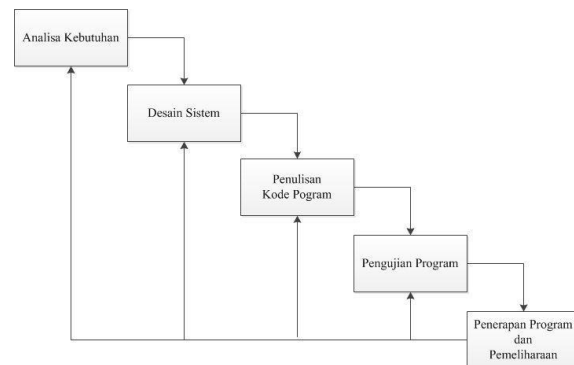 Analisa Kebutuhan
Desain Sistem
Penulisan
Kode Pogram
Pengujian Program
Penerapan Program
dan
Pemeliharaan